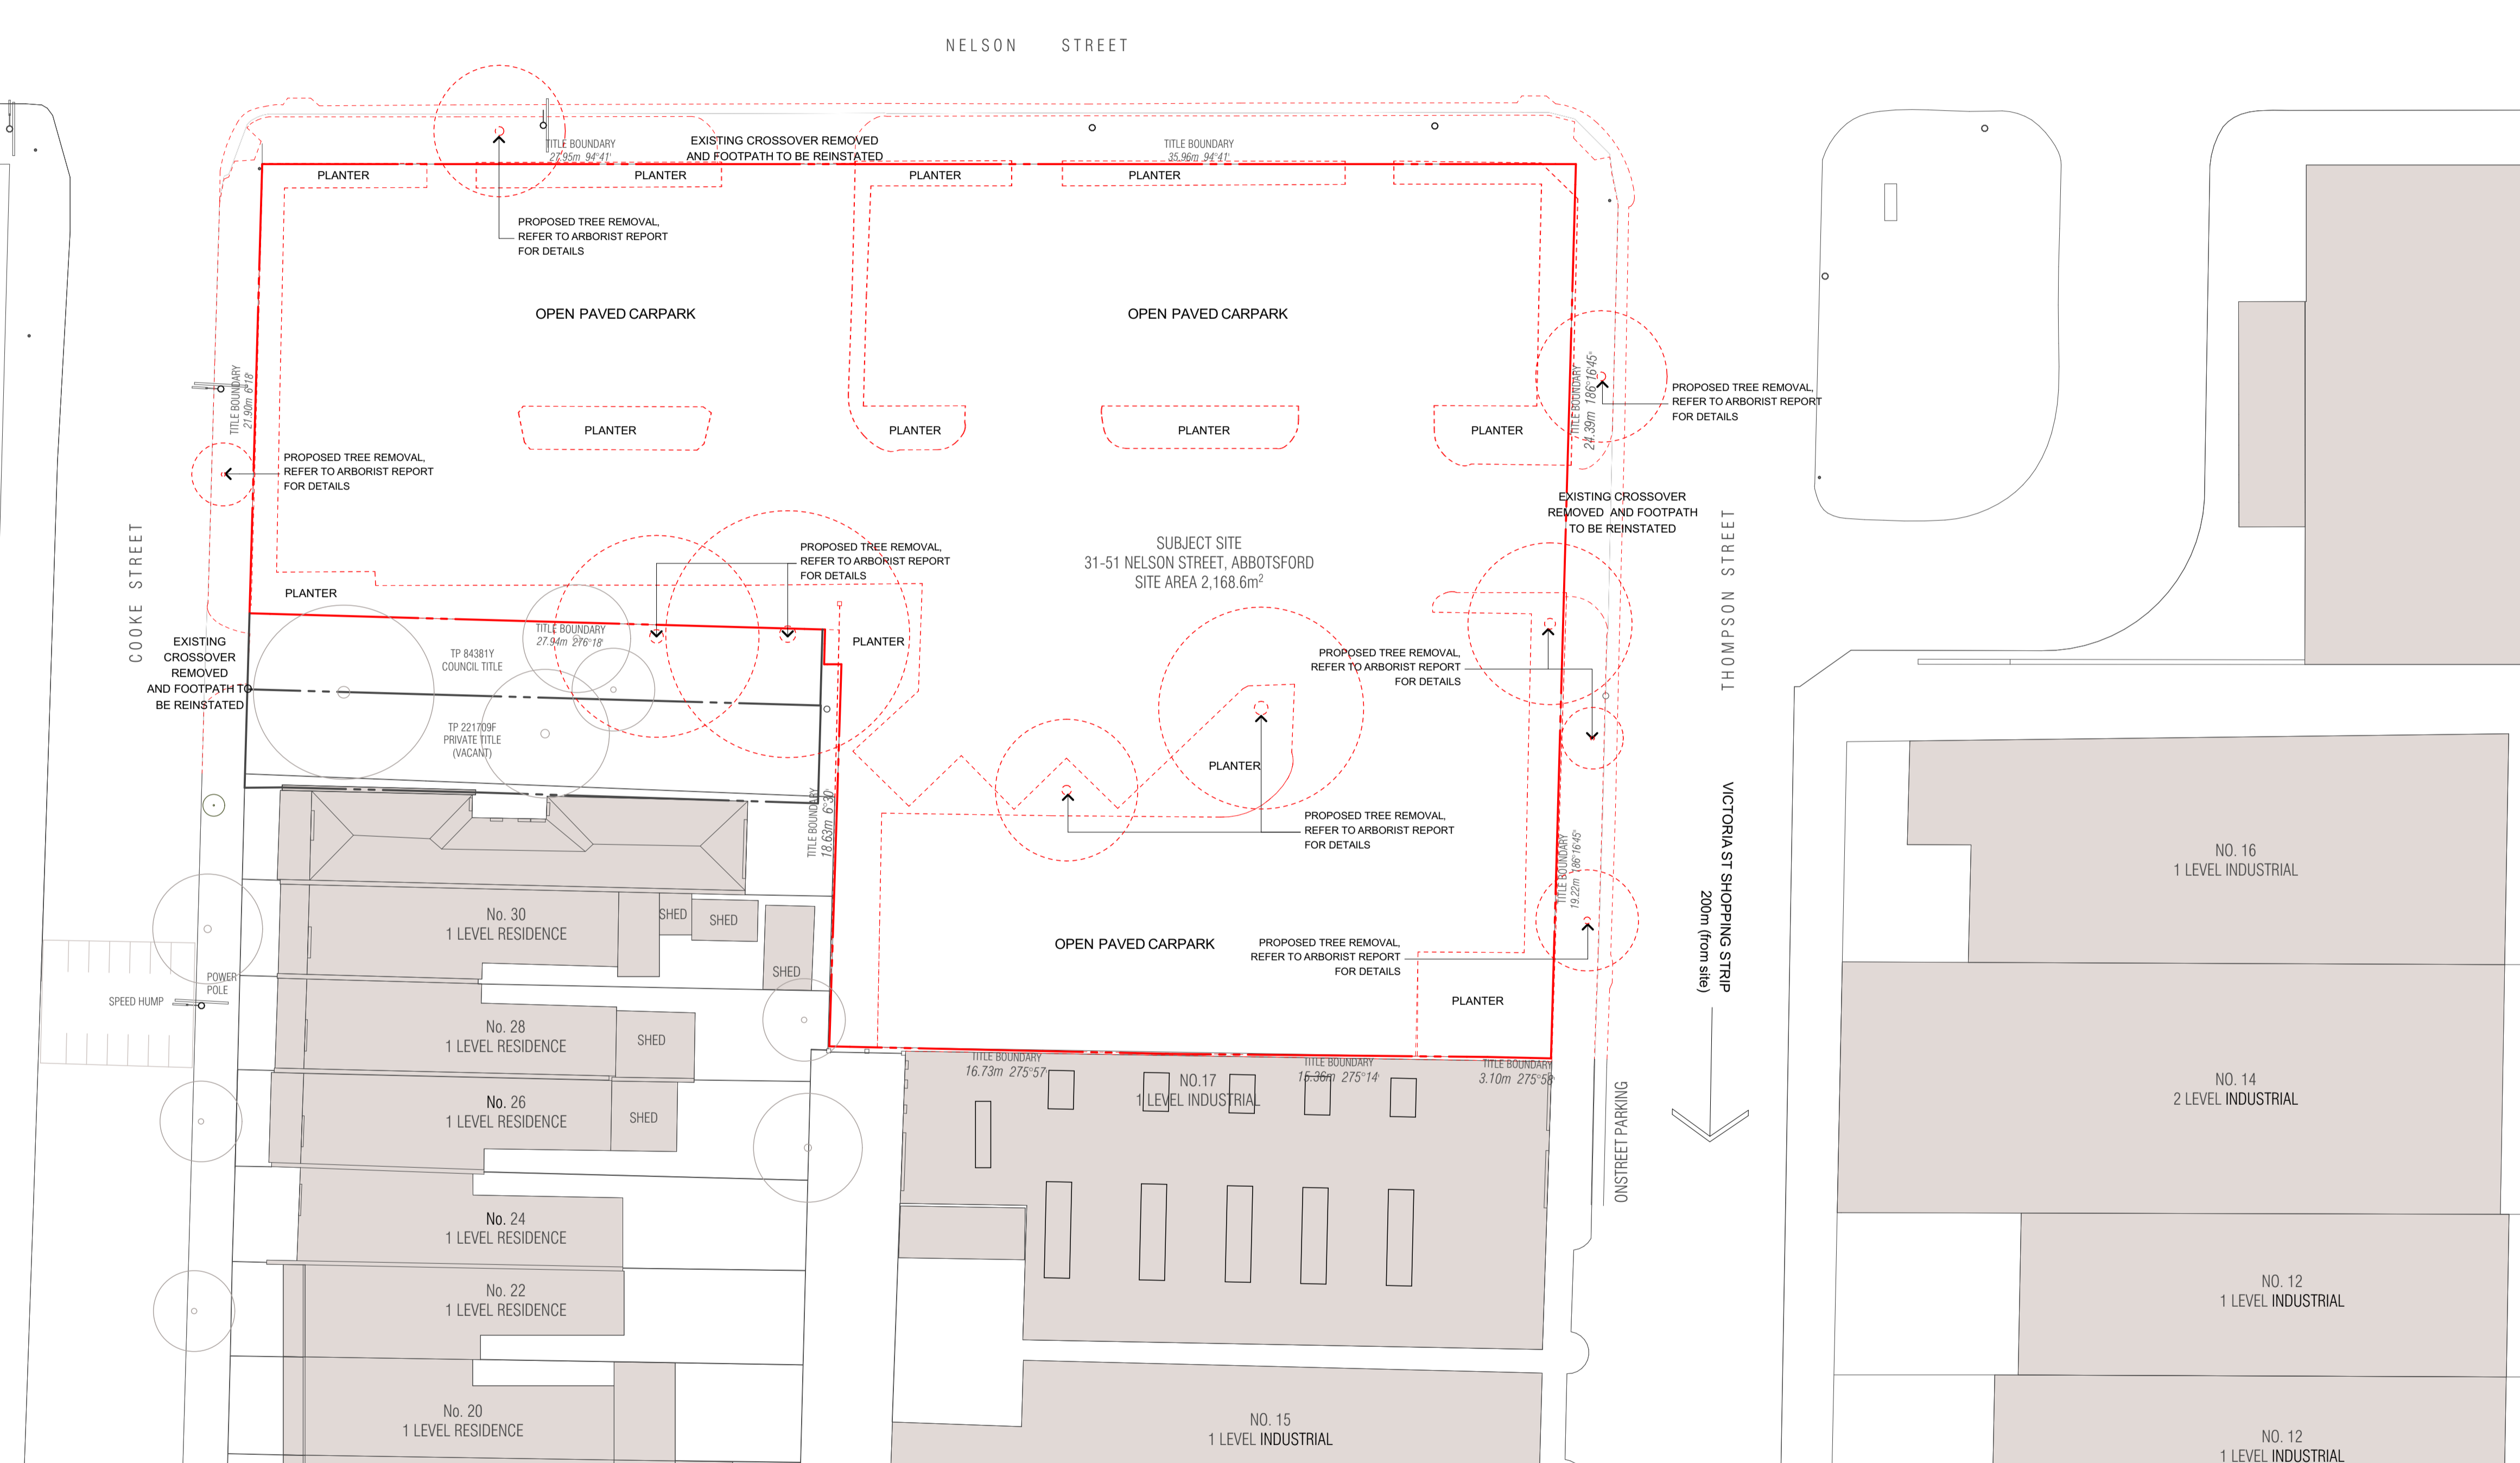 NELSON STREET
TITLE BOUNDARY
27.95m 94°41'
EXISTING CROSSOVER REMOVED
AND FOOTPATH TO BE REINSTATED
TITLE BOUNDARY
35.96m 94°41'
PLANTER
PLANTER
PLANTER
PLANTER
PROPOSED TREE REMOVAL,
REFER TO ARBORIST REPORT
FOR DETAILS
OPEN PAVED CARPARK
OPEN PAVED CARPARK
TITLE BOUNDARY
21.90m 6°18'
TITLE BOUNDARY
24.39m 186°16'45"
PROPOSED TREE REMOVAL,
REFER TO ARBORIST REPORT
FOR DETAILS
PLANTER
PLANTER
PLANTER
PLANTER
PROPOSED TREE REMOVAL,
REFER TO ARBORIST REPORT
FOR DETAILS
EXISTING CROSSOVER
REMOVED AND FOOTPATH
TO BE REINSTATED
COOKE STREET
THOMPSON STREET
PROPOSED TREE REMOVAL,
REFER TO ARBORIST REPORT
FOR DETAILS
SUBJECT SITE
31-51 NELSON STREET, ABBOTSFORD
SITE AREA 2,168.6m²
PLANTER
TITLE BOUNDARY
27.94m 276°18'
PLANTER
EXISTING
CROSSOVER
REMOVED
AND FOOTPATH TO
BE REINSTATED
TP 84381Y
COUNCIL TITLE
PROPOSED TREE REMOVAL,
REFER TO ARBORIST REPORT
FOR DETAILS
TP 221709F
PRIVATE TITLE
(VACANT)
PLANTER
TITLE BOUNDARY
18.63m 6°30'
PROPOSED TREE REMOVAL,
REFER TO ARBORIST REPORT
FOR DETAILS
TITLE BOUNDARY
19.22m 186°16'45"
VICTORIA ST SHOPPING STRIP
200m (from site)
NO. 16
1 LEVEL INDUSTRIAL
No. 30
1 LEVEL RESIDENCE
SHED
SHED
SHED
OPEN PAVED CARPARK
PROPOSED TREE REMOVAL,
REFER TO ARBORIST REPORT
FOR DETAILS
POWER
POLE
SPEED HUMP
PLANTER
No. 28
1 LEVEL RESIDENCE
SHED
TITLE BOUNDARY
16.73m 275°57'
TITLE BOUNDARY
15.36m 275°14'
TITLE BOUNDARY
3.10m 275°58'
NO.17
1 LEVEL INDUSTRIAL
NO. 14
2 LEVEL INDUSTRIAL
No. 26
1 LEVEL RESIDENCE
SHED
ONSTREET PARKING
No. 24
1 LEVEL RESIDENCE
No. 22
1 LEVEL RESIDENCE
NO. 12
1 LEVEL INDUSTRIAL
No. 20
1 LEVEL RESIDENCE
NO. 15
1 LEVEL INDUSTRIAL
NO. 12
1 LEVEL INDUSTRIAL